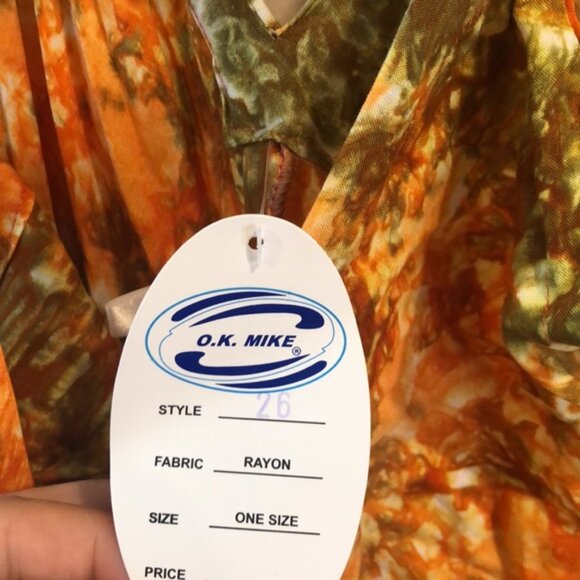 O.K. MIKE®
STYLE 26
FABRIC RAYON
SIZE ONE SIZE
PRICE